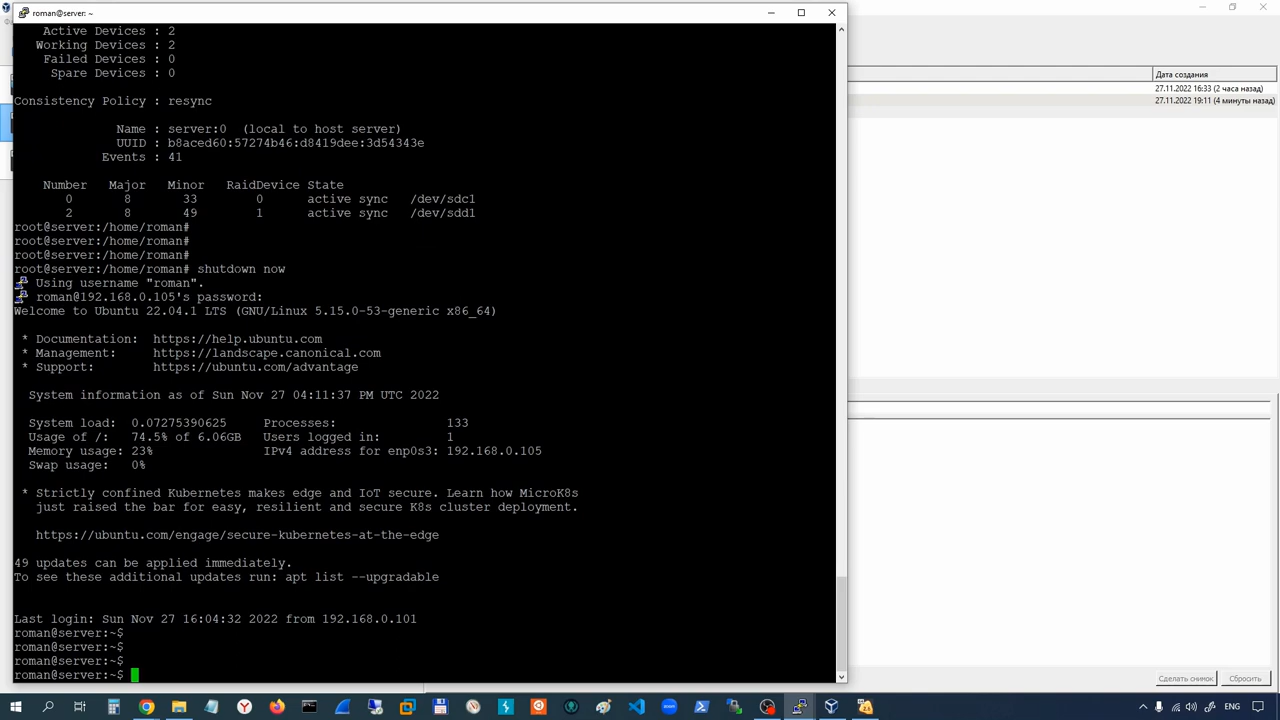 roman@server: ~
Active Devices : 2
Working Devices : 2
Failed Devices : 0
Spare Devices : 0
Consistency Policy : resync
Name : server:0  (local to host server)
UUID : b8aced60:57274b46:d8419dee:3d54343e
Events : 41
Number   Major   Minor   RaidDevice State
0       8       33        0      active sync   /dev/sdc1
2       8       49        1      active sync   /dev/sdd1
root@server:/home/roman#
root@server:/home/roman#
root@server:/home/roman#
root@server:/home/roman# shutdown now
Using username "roman".
roman@192.168.0.105's password:
Welcome to Ubuntu 22.04.1 LTS (GNU/Linux 5.15.0-53-generic x86_64)
* Documentation:  https://help.ubuntu.com
* Management:     https://landscape.canonical.com
* Support:        https://ubuntu.com/advantage
System information as of Sun Nov 27 04:11:37 PM UTC 2022
System load:  0.07275390625     Processes:               133
Usage of /:   74.5% of 6.06GB   Users logged in:         1
Memory usage: 23%               IPv4 address for enp0s3: 192.168.0.105
Swap usage:   0%
* Strictly confined Kubernetes makes edge and IoT secure. Learn how MicroK8s
just raised the bar for easy, resilient and secure K8s cluster deployment.
https://ubuntu.com/engage/secure-kubernetes-at-the-edge
49 updates can be applied immediately.
To see these additional updates run: apt list --upgradable
Last login: Sun Nov 27 16:04:32 2022 from 192.168.0.101
roman@server:~$
roman@server:~$
roman@server:~$
roman@server:~$
Дата создания
27.11.2022 16:33 (2 часа назад)
27.11.2022 19:11 (4 минуты назад)
Сделать снимок
Сбросить
ENG